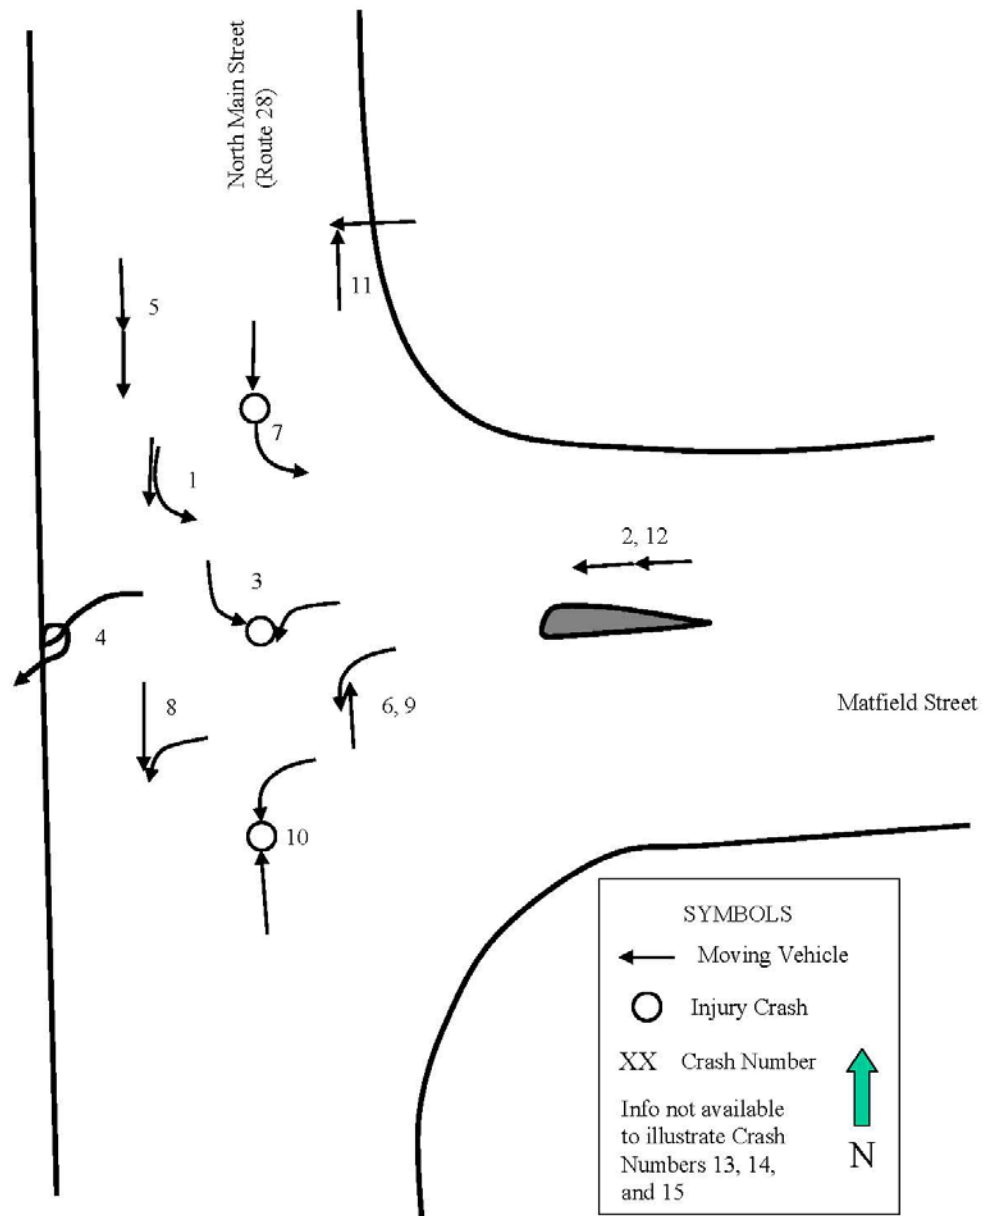 North Main Street
(Route 28)
11
5
7
1
2, 12
3
4
8
6, 9
Matfield Street
10
SYMBOLS
Moving Vehicle
Injury Crash
XX Crash Number
Info not available
to illustrate Crash
Numbers 13, 14,
and 15
N